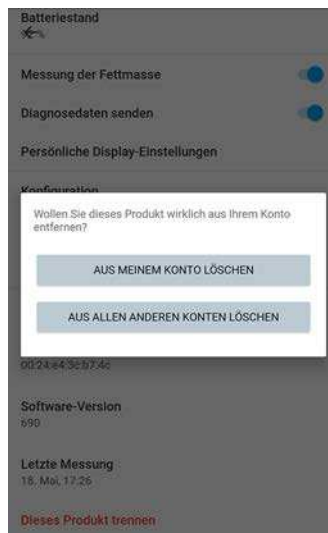 Batteriestand
Messung der Fettmasse
Diagnosedaten senden
Persönliche Display-Einstellungen
Konfiguration
Wollen Sie dieses Produkt wirklich aus Ihrem Konto
entfernen?
AUS MEINEM KONTO LÖSCHEN
AUS ALLEN ANDEREN KONTEN LÖSCHEN
00:24:e4:3c:b7:4c
Software-Version
690
Letzte Messung
18. Mai, 17:26
Dieses Produkt trennen